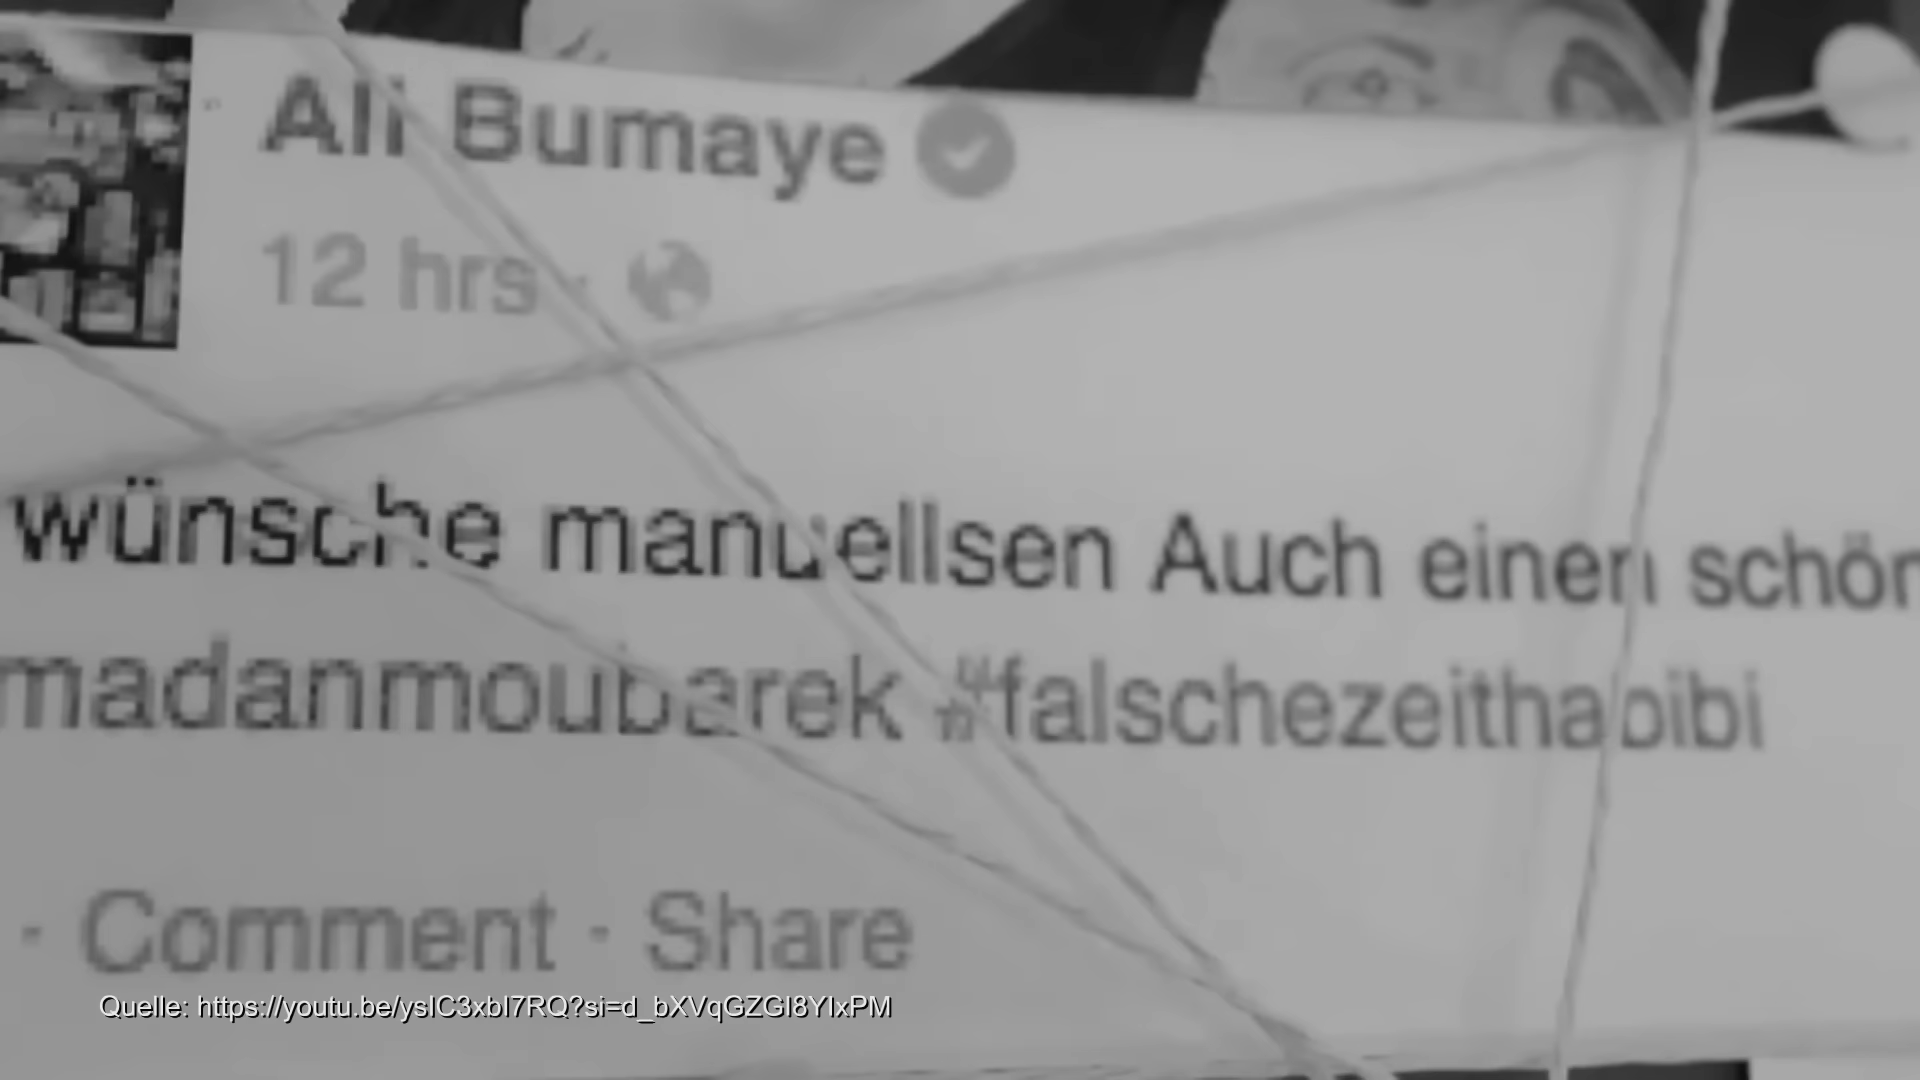 Ali Bumaye
12 hrs ·
wünsche manuellsen Auch einen schön
madanmoubarek #falschezeithabibi
· Comment · Share
Quelle: https://youtu.be/ysIC3xbI7RQ?si=d_bXVqGZGI8YIxPM